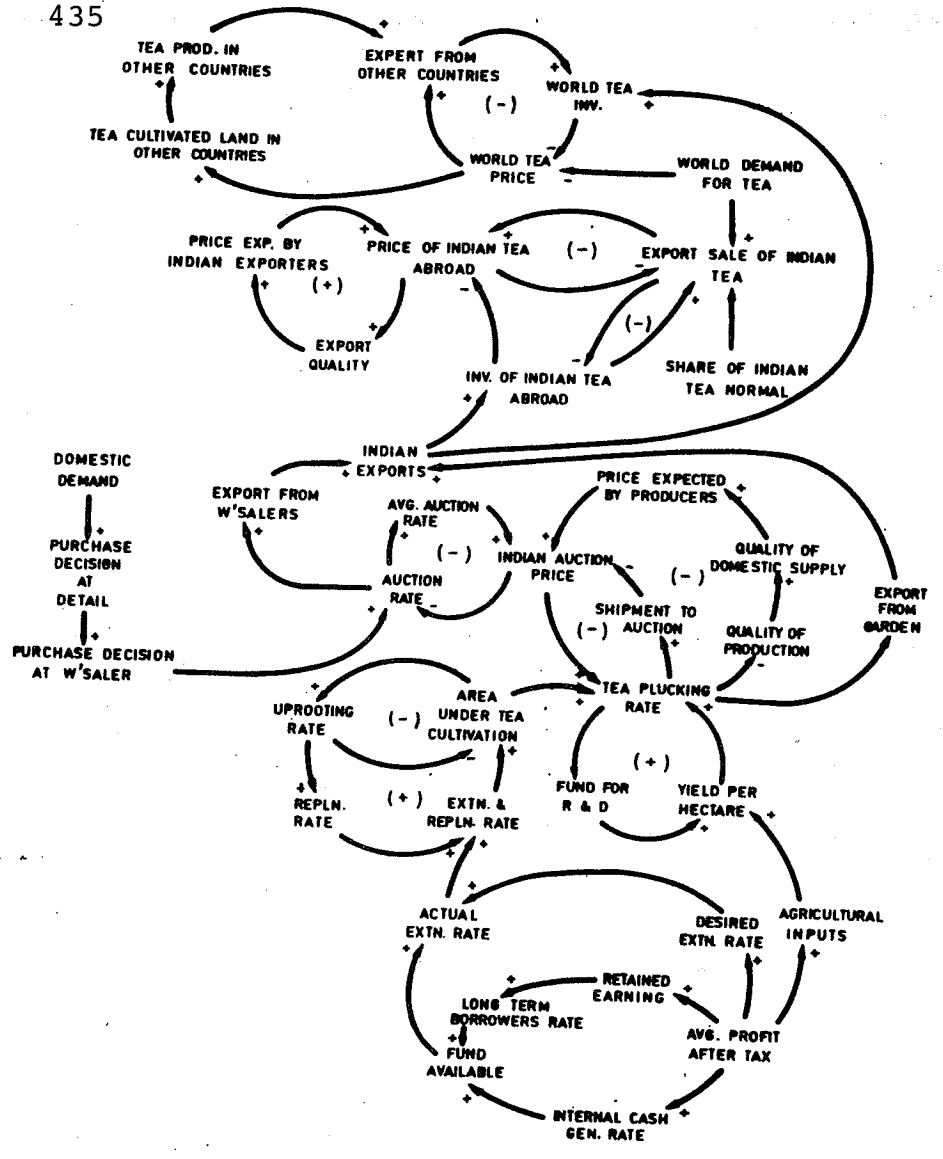 435
TEA PROD. IN
OTHER COUNTRIES
EXPERT FROM
OTHER COUNTRIES
WORLD TEA
INV.
(-)
TEA CULTIVATED LAND IN
OTHER COUNTRIES
WORLD TEA
PRICE
WORLD DEMAND
FOR TEA
PRICE EXP. BY
INDIAN EXPORTERS
(+)
PRICE OF INDIAN TEA
ABROAD
(-)
EXPORT SALE OF INDIAN
TEA
(-)
EXPORT
QUALITY
INV. OF INDIAN TEA
ABROAD
SHARE OF INDIAN
TEA NORMAL
INDIAN
EXPORTS
DOMESTIC
DEMAND
EXPORT FROM
W'SALERS
AVG. AUCTION
RATE
(-)
PRICE EXPECTED
BY PRODUCERS
PURCHASE
DECISION
AT
DETAIL
AUCTION
RATE
INDIAN AUCTION
PRICE
QUALITY OF
DOMESTIC SUPPLY
(-)
SHIPMENT TO
AUCTION
(-)
QUALITY OF
PRODUCTION
EXPORT
FROM
GARDEN
PURCHASE DECISION
AT W'SALER
UPROOTING
RATE
(-)
AREA
UNDER TEA
CULTIVATION
TEA PLUCKING
RATE
(+)
REPLN.
RATE
(+)
EXTN. &
REPLN. RATE
FUND FOR
R & D
YIELD PER
HECTARE
ACTUAL
EXTN. RATE
DESIRED
EXTN. RATE
AGRICULTURAL
INPUTS
RETAINED
EARNING
LONG TERM
BORROWERS RATE
AVG. PROFIT
AFTER TAX
FUND
AVAILABLE
INTERNAL CASH
GEN. RATE